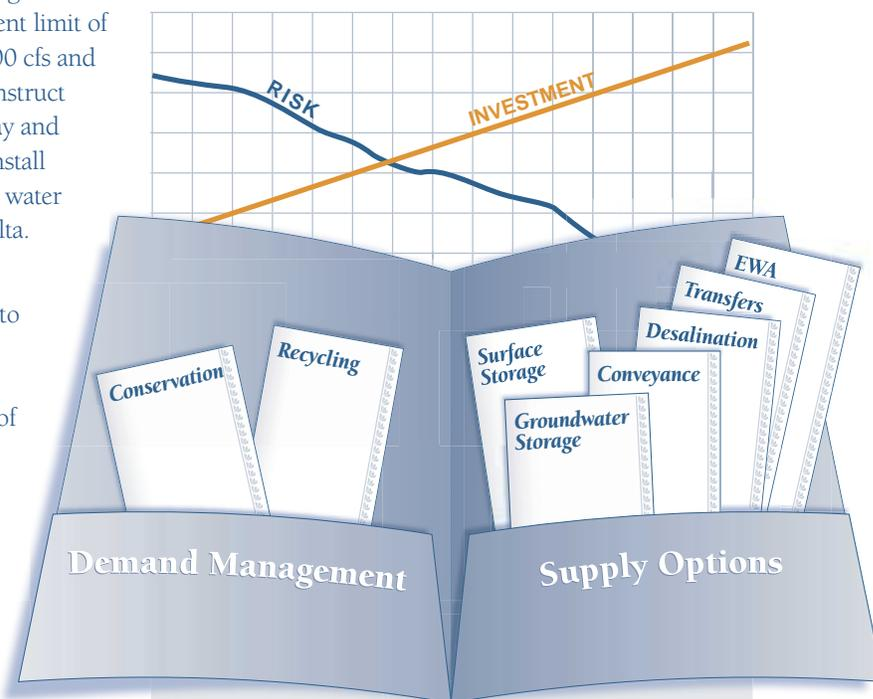 ent limit of
00 cfs and
nstruct
y and
nstall
water
lta.
to
of
RISK
INVESTMENT
Conservation
Recycling
Surface
Storage
Groundwater
Storage
Conveyance
Desalination
Transfers
EWA
Demand Management
Supply Options